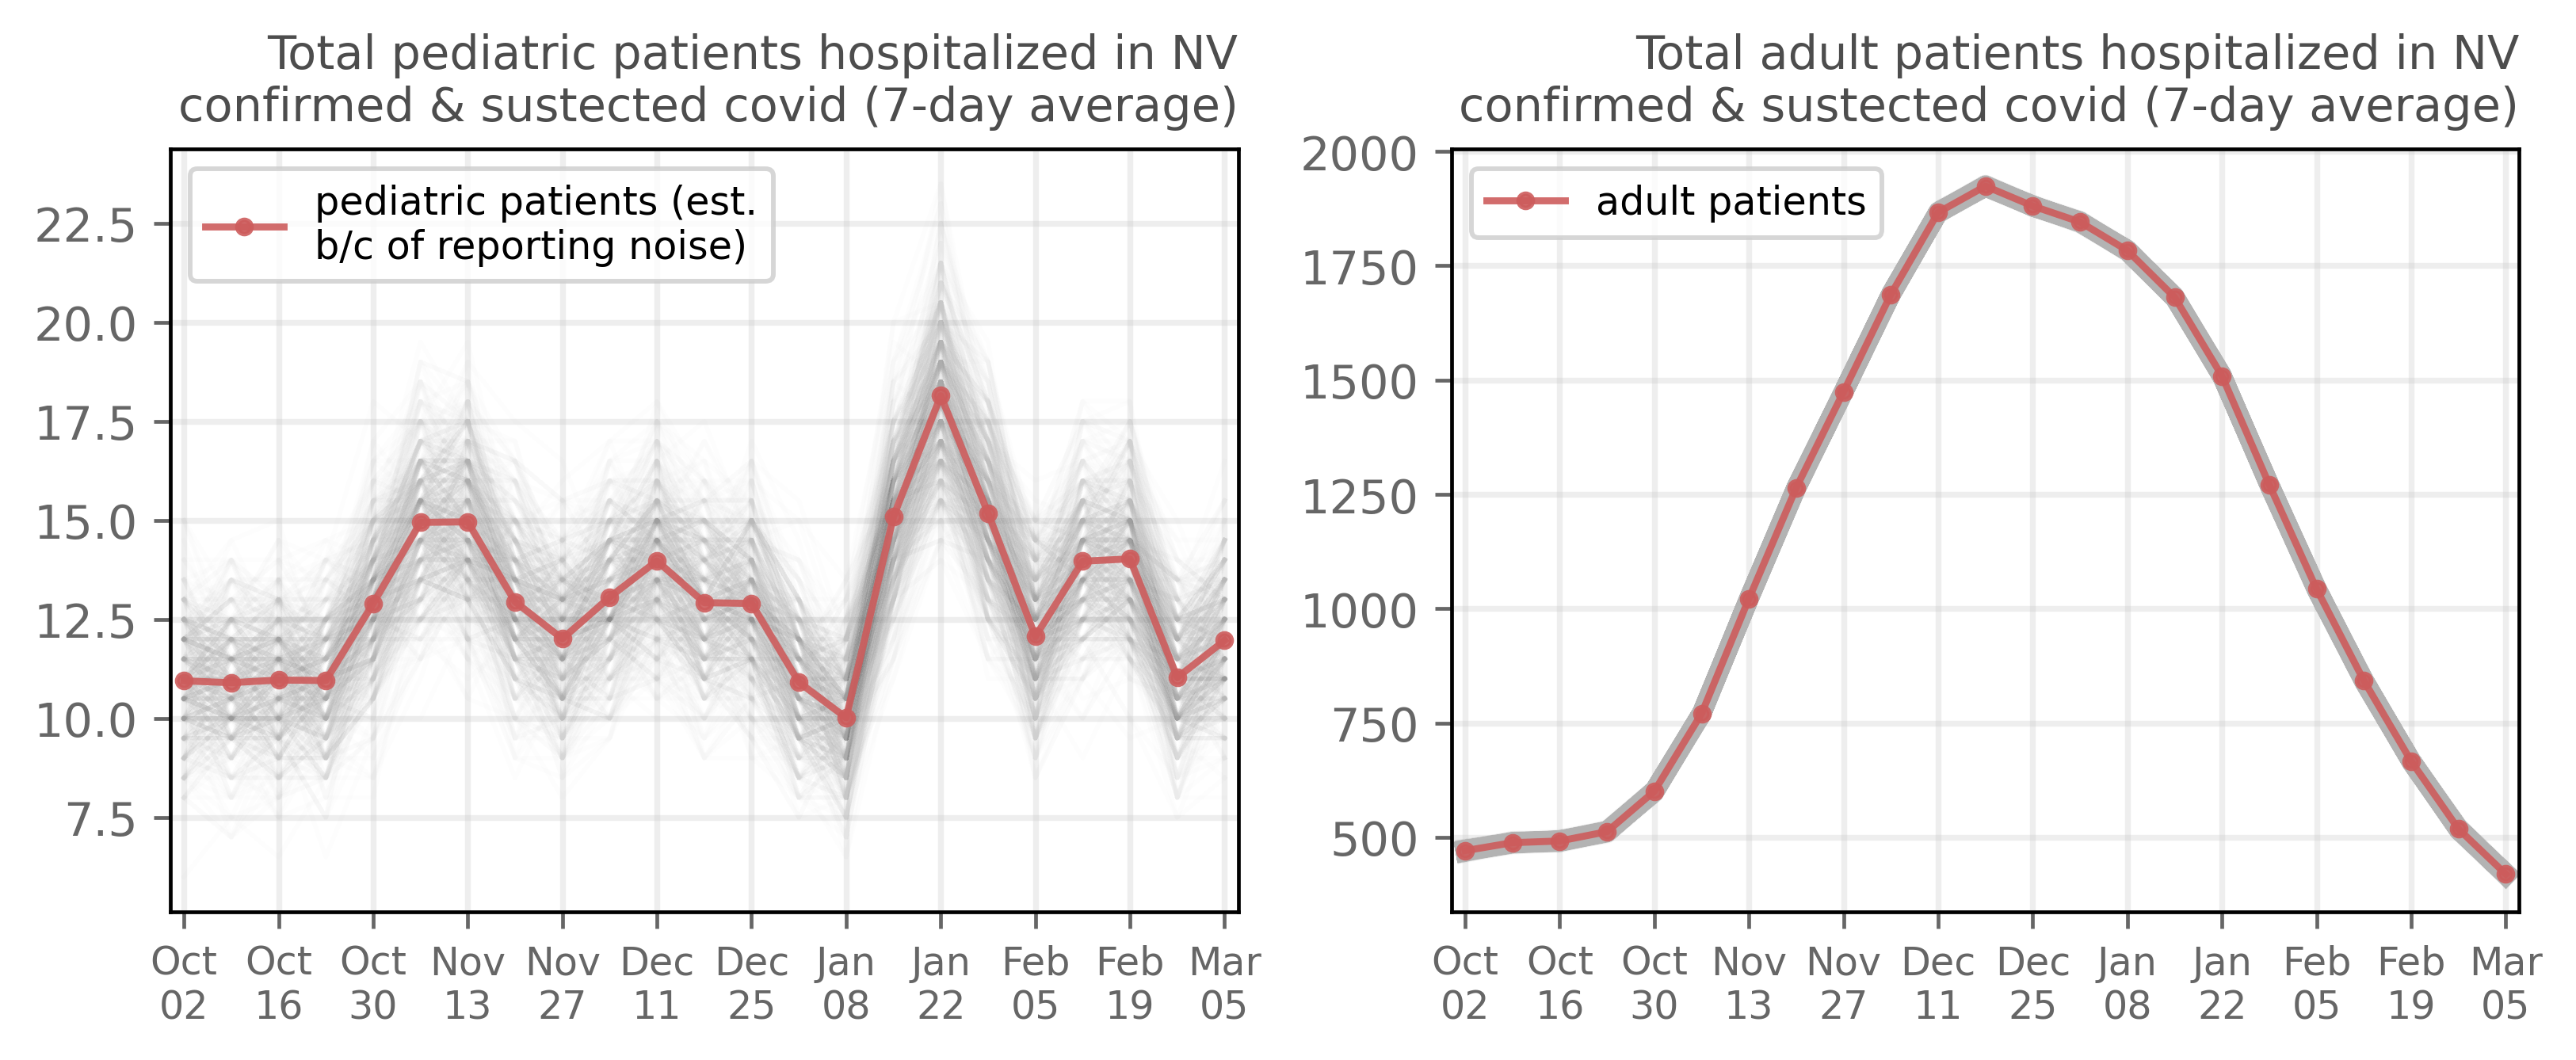 Total pediatric patients hospitalized in NV
confirmed & sustected covid (7-day average)
pediatric patients (est.
b/c of reporting noise)
22.5
20.0
17.5
15.0
12.5
10.0
7.5
Oct Oct Oct Nov Nov Dec Dec Jan Jan Feb Feb Mar
02 16 30 13 27 11 25 08 22 05 19 05
Total adult patients hospitalized in NV
confirmed & sustected covid (7-day average)
adult patients
2000
1750
1500
1250
1000
750
500
Oct Oct Oct Nov Nov Dec Dec Jan Jan Feb Feb Mar
02 16 30 13 27 11 25 08 22 05 19 05